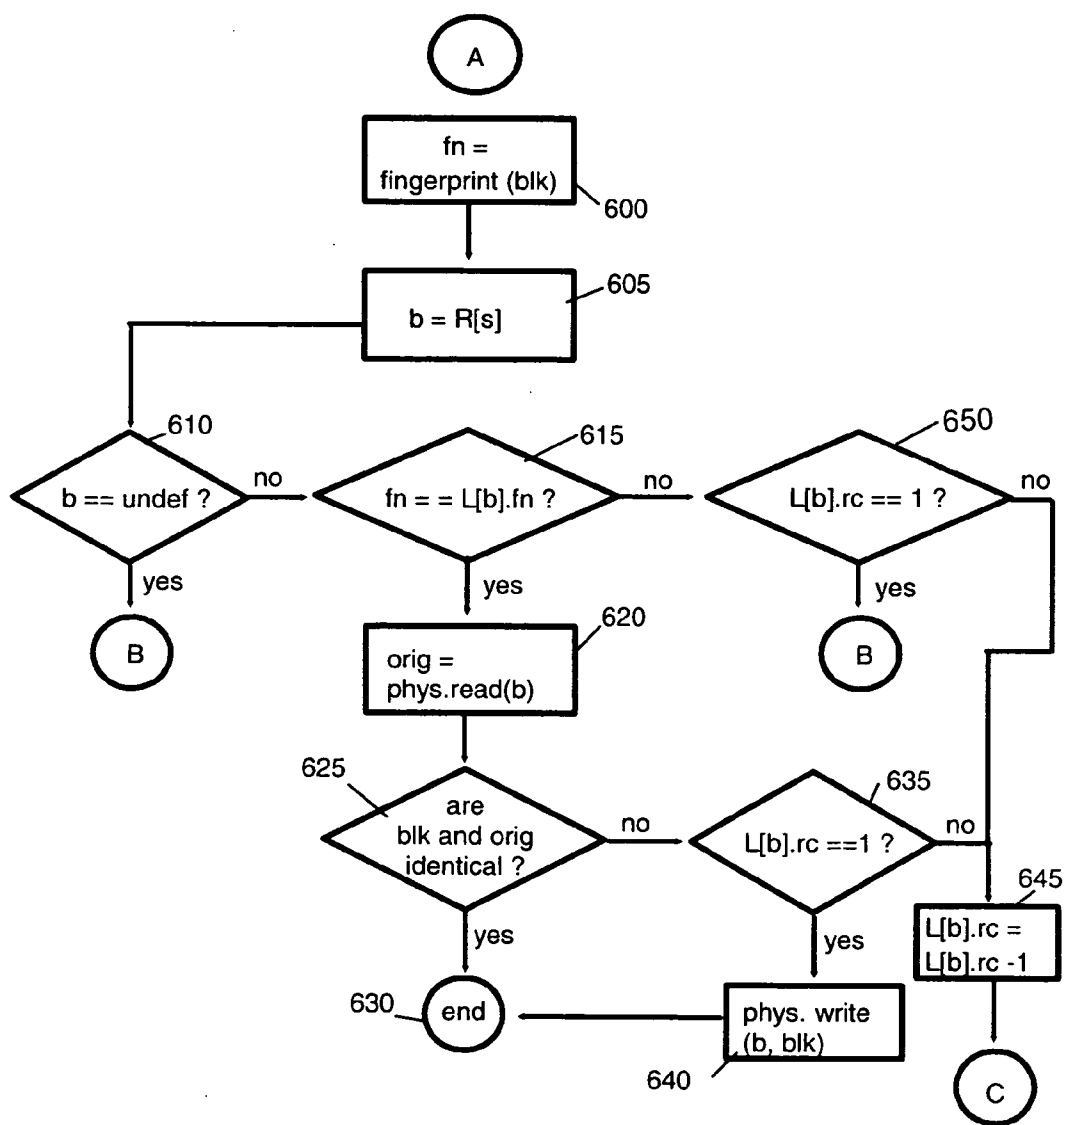 A
fn =
fingerprint (blk)
600
605
b = R[s]
610
615
650
b == undef ?
no
fn = = L[b].fn ?
no
L[b].rc == 1 ?
no
yes
yes
yes
B
620
B
orig =
phys.read(b)
625
635
are
blk and orig
identical ?
no
L[b].rc ==1 ?
no
645
yes
yes
L[b].rc =
L[b].rc -1
630
end
phys. write
(b, blk)
640
C